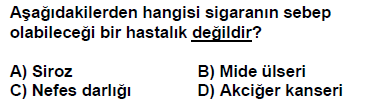 Aşağıdakilerden hangisi sigaranın sebep
olabileceği bir hastalık değildir?
A) Siroz B) Mide ülseri
C) Nefes darlığı D) Akciğer kanseri